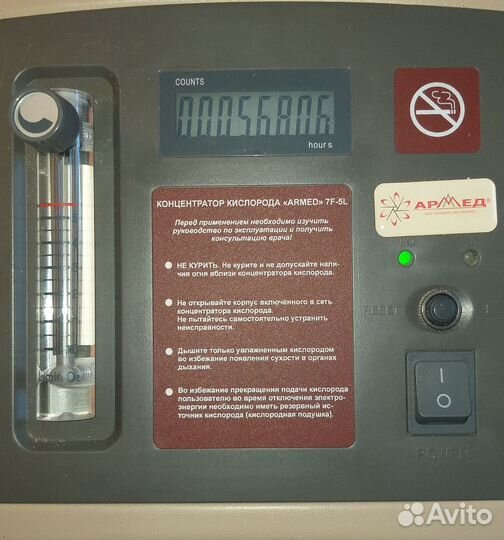 COUNTS
00056806
hours
КОНЦЕНТРАТОР КИСЛОРОДА «ARMED» 7F-5L
Перед применением необходимо изучить
руководство по эксплуатации и получить
консультацию врача!
НЕ КУРИТЬ. Не курите и не допускайте нали-
чия огня вблизи концентратора кислорода.
Не открывайте корпус включенного в сеть
концентратора кислорода.
Не пытайтесь самостоятельно устранить
неисправности.
Дышите только увлажненным кислородом
во избежание появления сухости в органах
дыхания.
Во избежание прекращения подачи кислорода
пользователю во время отключения электро-
энергии необходимо иметь резервный ис-
точник кислорода (кислородная подушка).
АРМЕД®
I/O
RESET
I
O
POWER
Avito